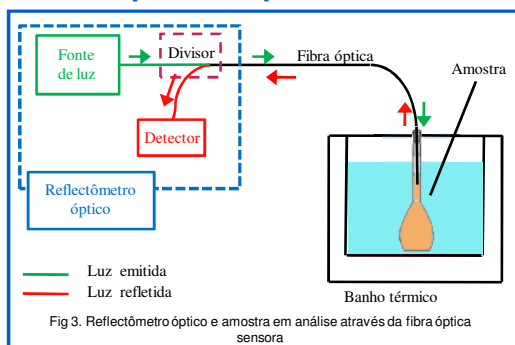 Fonte
de luz
Divisor
Fibra óptica
Amostra
Detector
Reflectômetro
óptico
Luz emitida
Luz refletida
Banho térmico
Fig 3. Reflectômetro óptico e amostra em análise através da fibra óptica
sensora